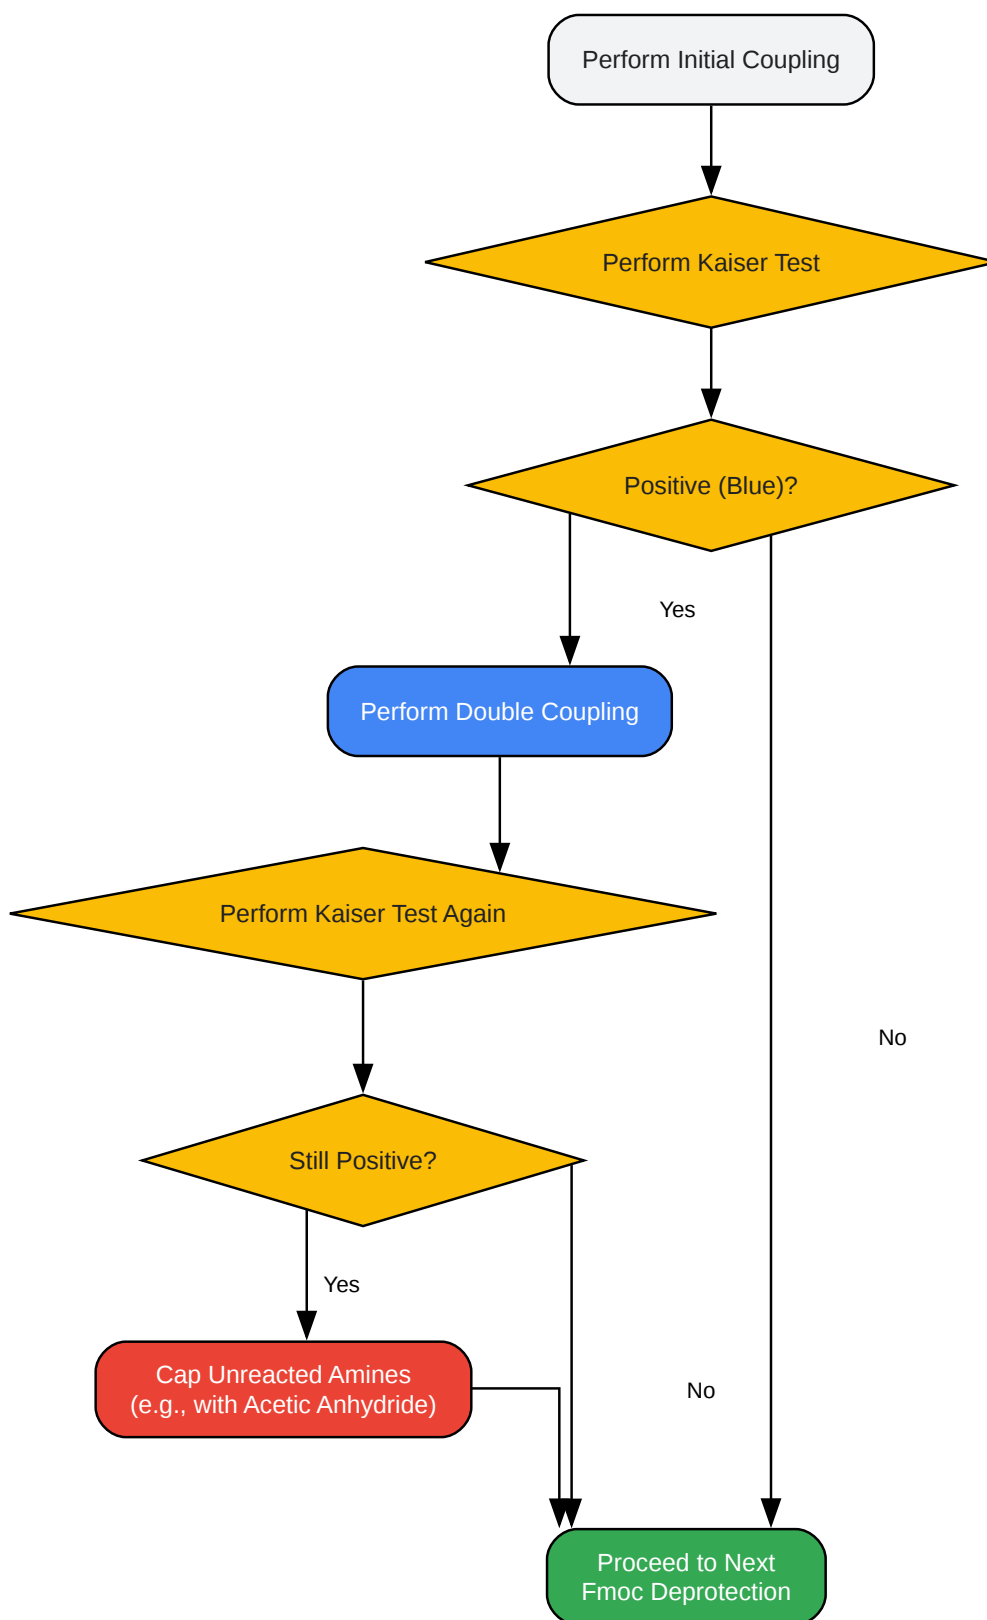 Perform Initial Coupling
Perform Kaiser Test
Positive (Blue)?
Yes
Perform Double Coupling
Perform Kaiser Test Again
No
Still Positive?
Yes
Cap Unreacted Amines
(e.g., with Acetic Anhydride)
No
Proceed to Next
Fmoc Deprotection